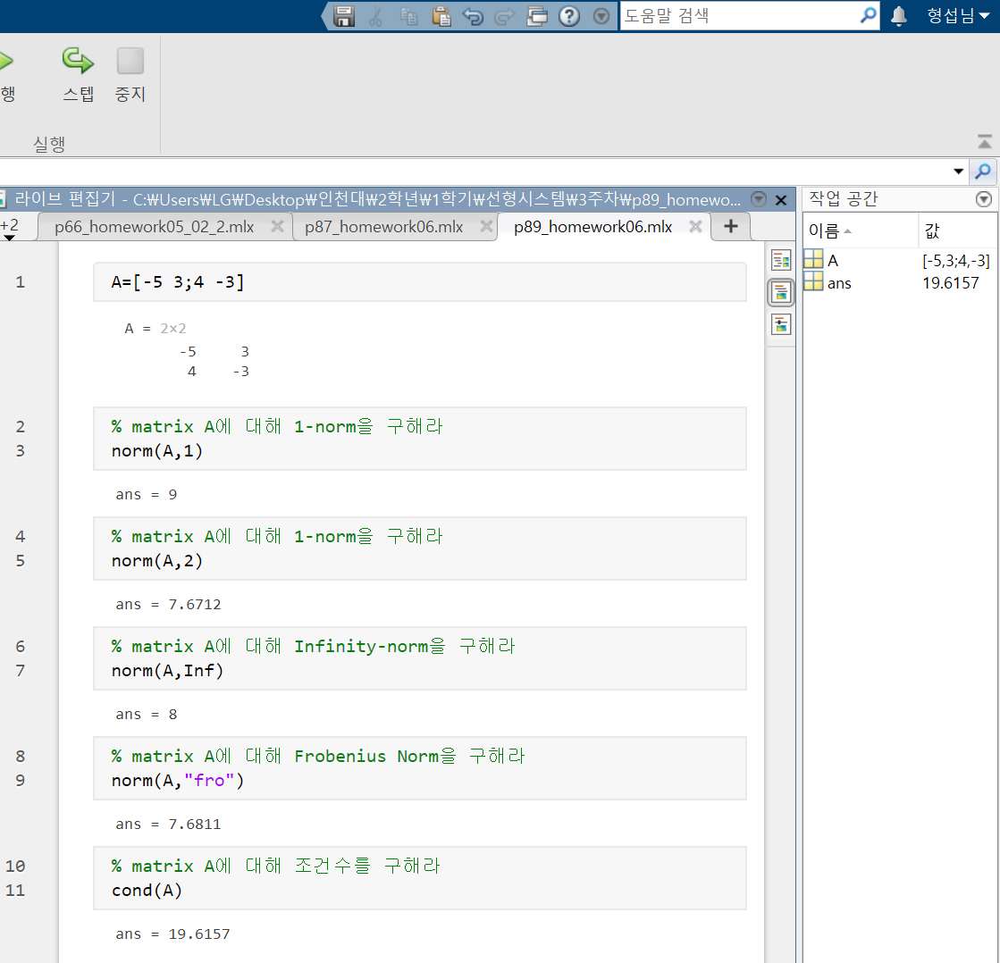 도움말 검색
형섭님
행
스텝
중지
실행
라이브 편집기 - C:₩Users₩LG₩Desktop₩인천대₩2학년₩1학기₩선형시스템₩3주차₩p89_homewo...
작업 공간
+2
p66_homework05_02_2.mlx
p87_homework06.mlx
p89_homework06.mlx
이름
값
A
[-5,3;4,-3]
ans
19.6157
1
A=[-5 3;4 -3]
A = 2×2
-5 3
4 -3
2
% matrix A에 대해 1-norm을 구해라
3
norm(A,1)
ans = 9
4
% matrix A에 대해 1-norm을 구해라
5
norm(A,2)
ans = 7.6712
6
% matrix A에 대해 Infinity-norm을 구해라
7
norm(A,Inf)
ans = 8
8
% matrix A에 대해 Frobenius Norm을 구해라
9
norm(A,"fro")
ans = 7.6811
10
% matrix A에 대해 조건수를 구해라
11
cond(A)
ans = 19.6157